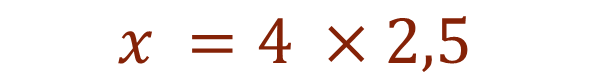 x = 4 × 2,5